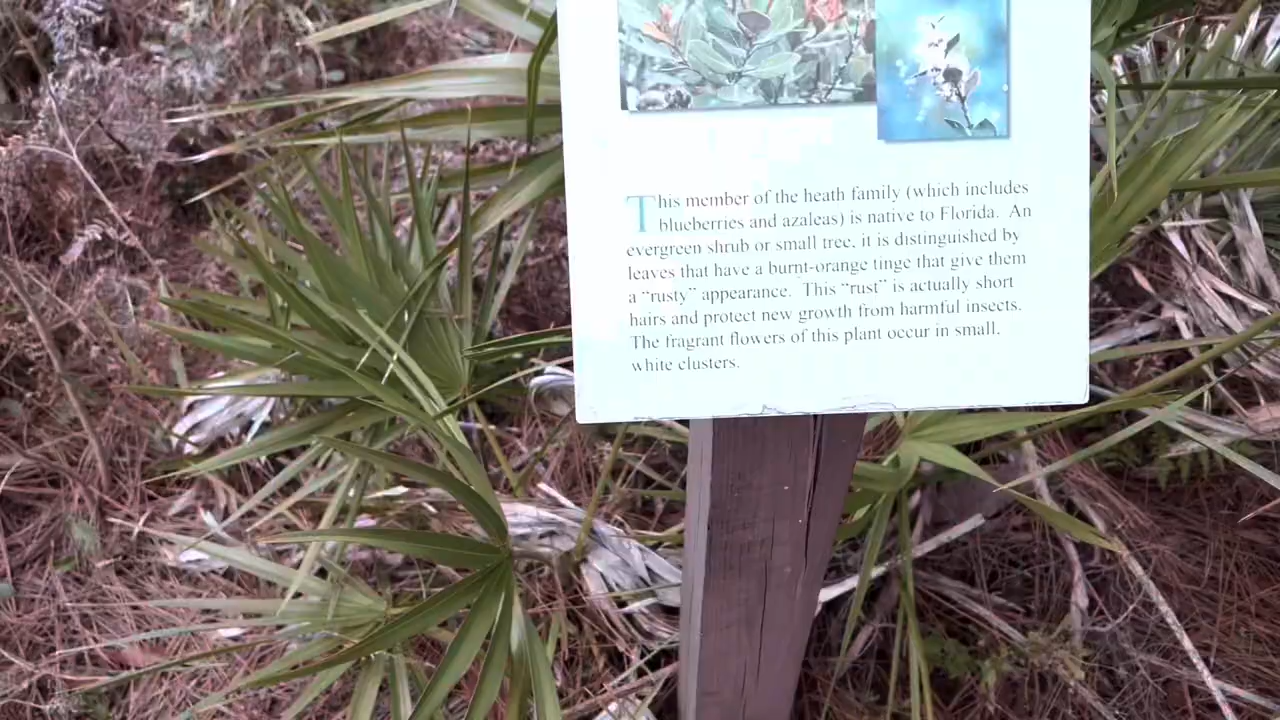 This member of the heath family (which includes
blueberries and azaleas) is native to Florida. An
evergreen shrub or small tree, it is distinguished by
leaves that have a burnt-orange tinge that give them
a “rusty” appearance. This “rust” is actually short
hairs and protect new growth from harmful insects.
The fragrant flowers of this plant occur in small,
white clusters.